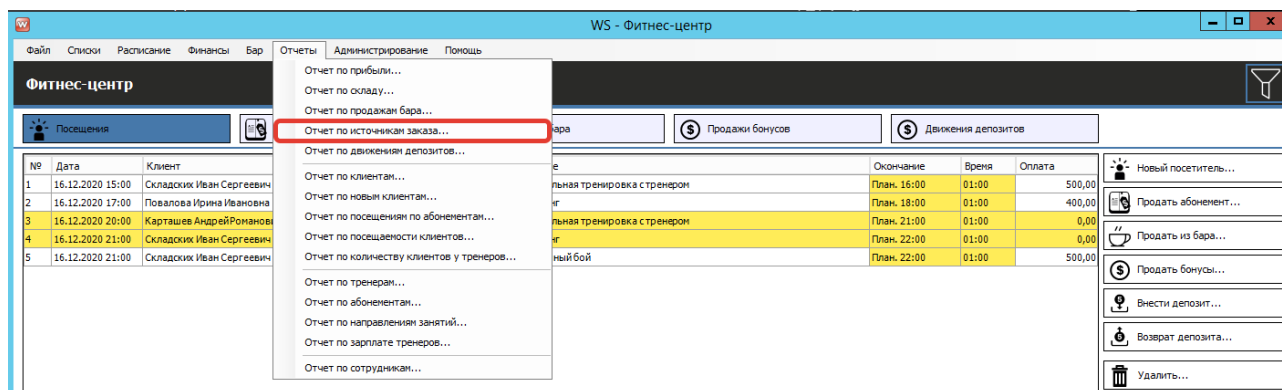 WS - Фитнес-центр
Файл Списки Расписание Финансы Бар Отчеты Администрирование Помощь
Фитнес-центр
Отчет по прибыли...
Отчет по складу...
Отчет по продажам бара...
Отчет по источникам заказа...
Отчет по движениям депозитов...
Отчет по клиентам...
Отчет по новым клиентам...
Отчет по посещениям по абонементам...
Отчет по посещаемости клиентов...
Отчет по количеству клиентов у тренеров...
Отчет по тренерам...
Отчет по абонементам...
Отчет по направлениям занятий...
Отчет по зарплате тренеров...
Отчет по сотрудникам...
Посещения бара Продажи бонусов Движения депозитов
№ Дата Клиент е Окончание Время Оплата
1 16.12.2020 15:00 Складских Иван Сергеевич льная тренировка с тренером План. 16:00 01:00 500,00
2 16.12.2020 17:00 Повалова Ирина Ивановна нг План. 18:00 01:00 400,00
3 16.12.2020 20:00 Карташев АндрейРоманов льная тренировка с тренером План. 21:00 01:00 0,00
4 16.12.2020 21:00 Складских Иван Сергеевич нг План. 22:00 01:00 0,00
5 16.12.2020 21:00 Складских Иван Сергеевич ный бой План. 22:00 01:00 500,00
Новый посетитель...
Продать абонемент...
Продать из бара...
Продать бонусы...
Внести депозит...
Возврат депозита...
Удалить...